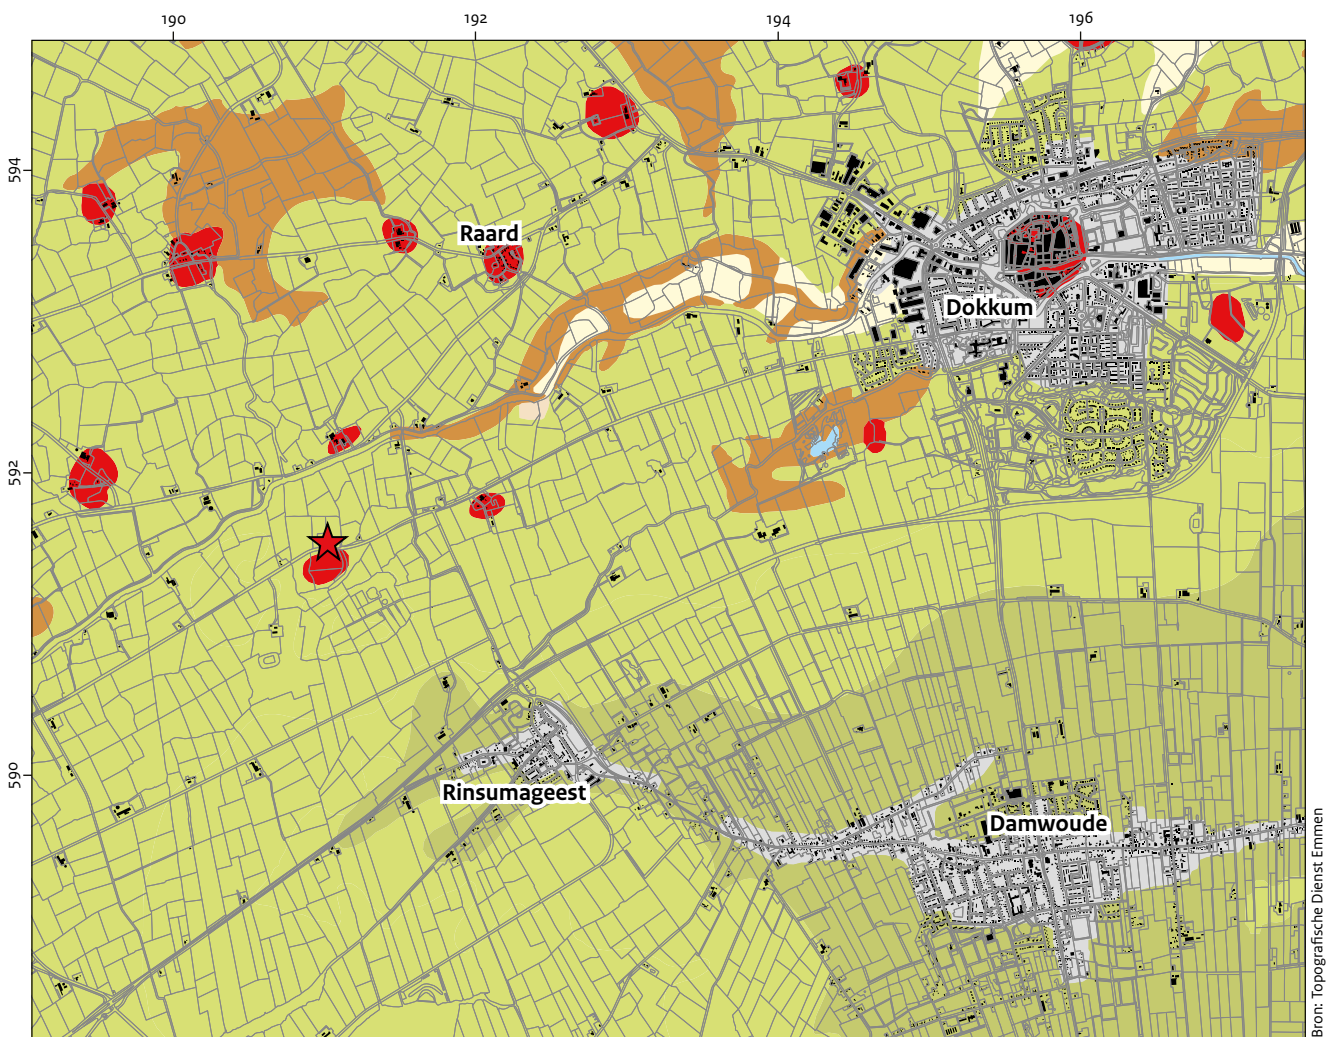 190
192
194
196
594
592
590
Raard
Dokkum
Rinsumageest
Damwoude
Bron: Topografische Dienst Emmen